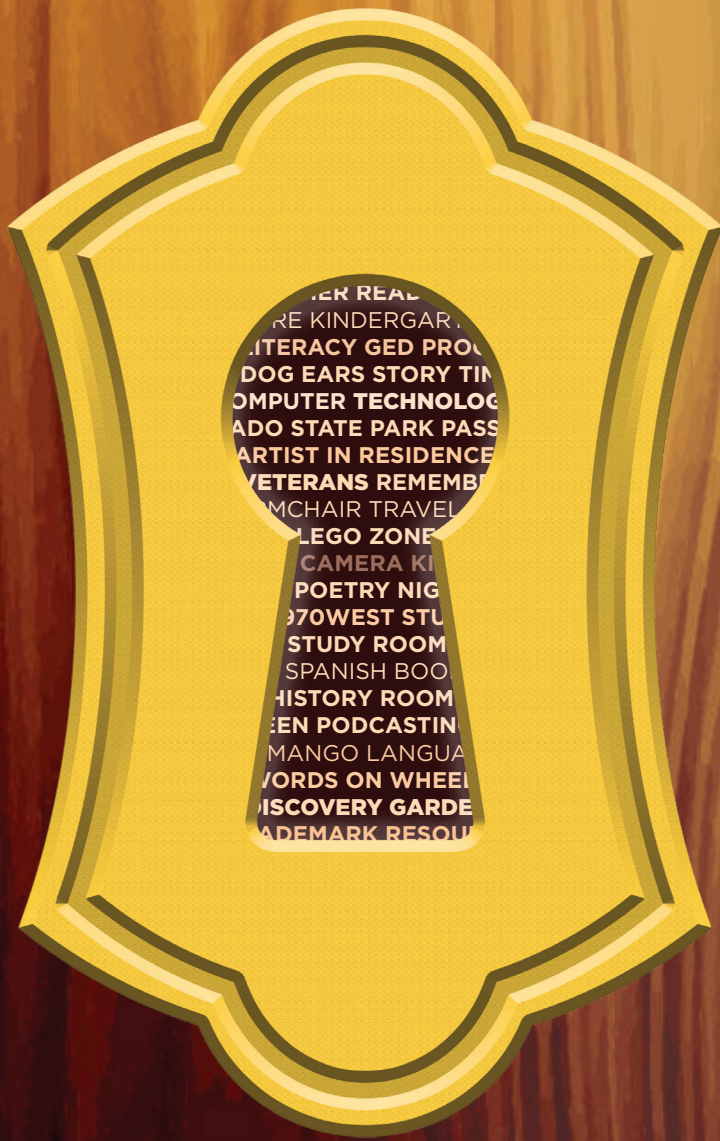 ER READ
RE KINDERGAR
LITERACY GED PROG
DOG EARS STORY TIM
OMPUTER TECHNOLOG
ADO STATE PARK PASS
ARTIST IN RESIDENCE
VETERANS REMEMB
MCHAIR TRAVEL
LEGO ZONE
CAMERA KI
POETRY NIG
970WEST STU
STUDY ROOM
SPANISH BOO
HISTORY ROOM
EEN PODCASTIN
MANGO LANGUA
WORDS ON WHEEL
DISCOVERY GARDE
ADEMARK RESOU